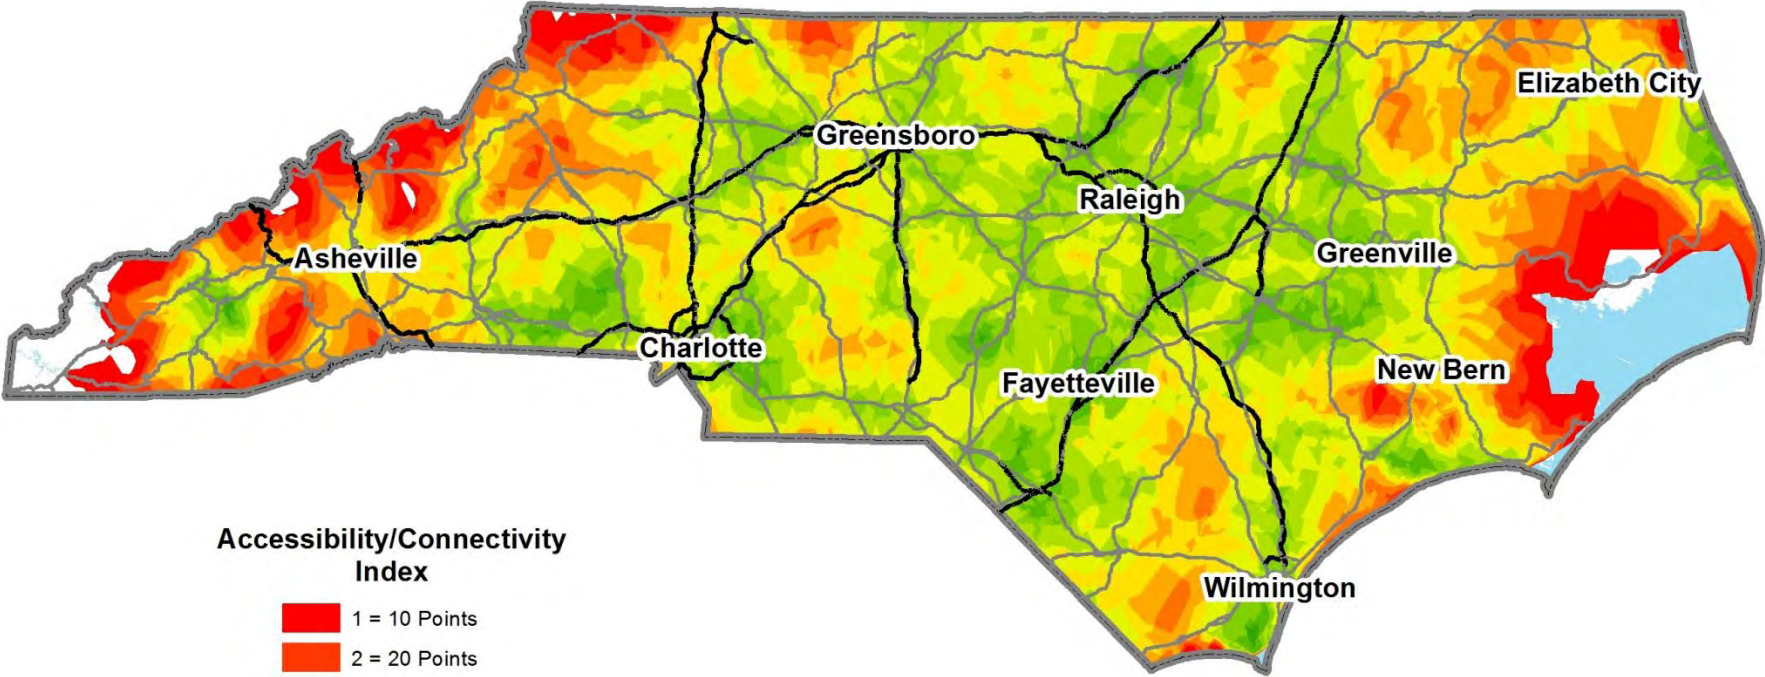 Elizabeth City
Greensboro
Raleigh
Greenville
Asheville
Charlotte
Fayetteville
New Bern
Wilmington
Accessibility/Connectivity
Index
1 = 10 Points
2 = 20 Points